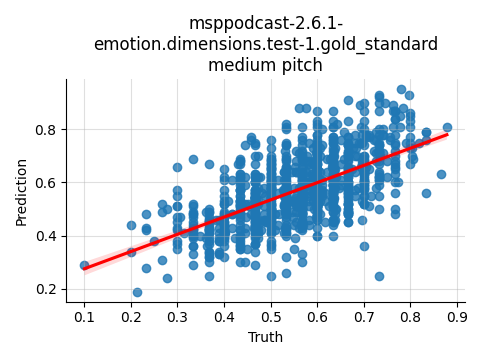 msppodcast-2.6.1-
emotion.dimensions.test-1.gold_standard
medium pitch
Prediction
0.8
0.6
0.4
0.2
0.1 0.2 0.3 0.4 0.5 0.6 0.7 0.8 0.9
Truth